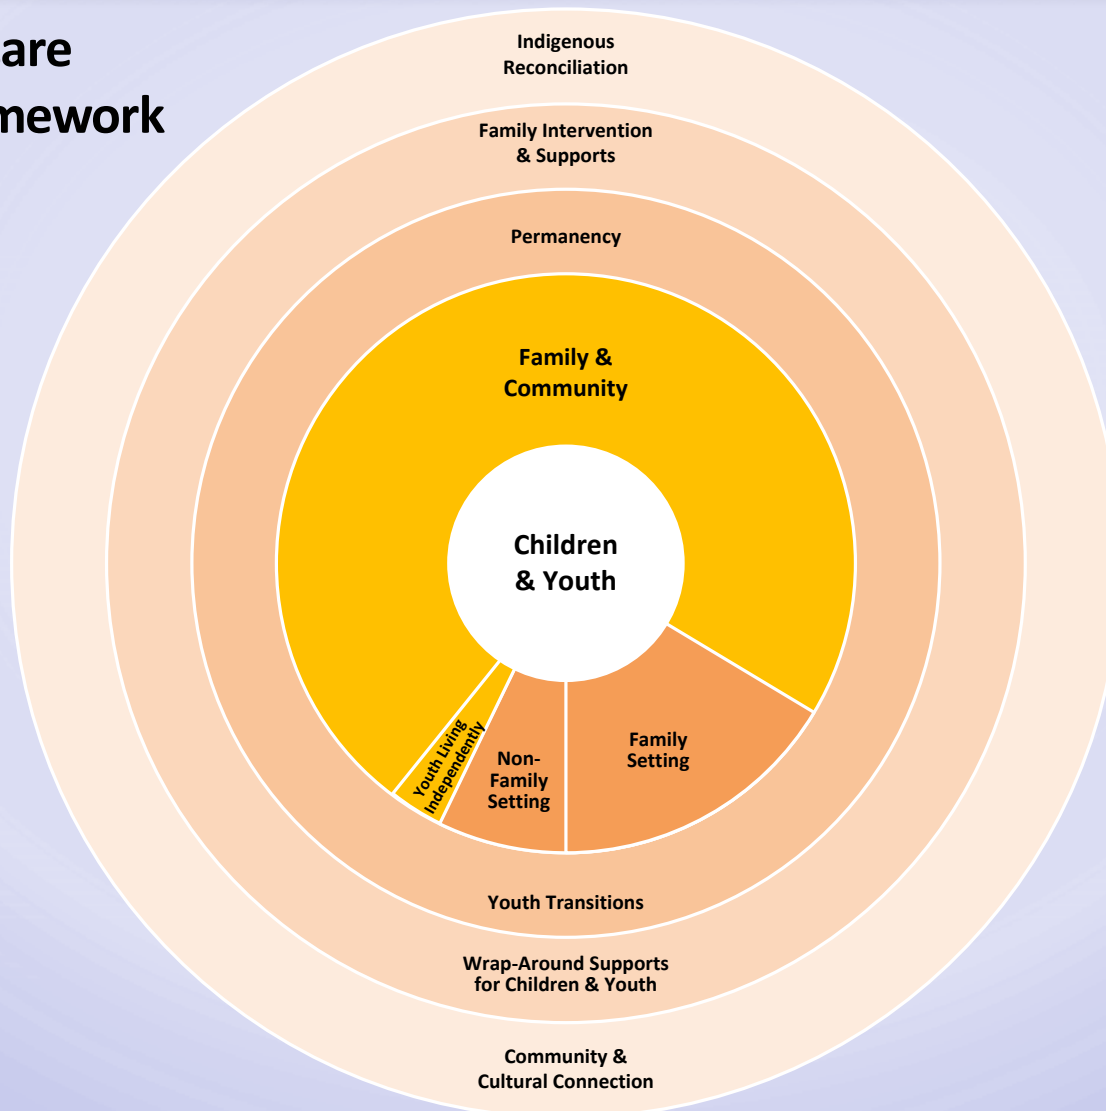 are
mework
Indigenous
Reconciliation
Family Intervention
& Supports
Permanency
Family &
Community
Children
& Youth
Youth Living
Independently
Non-
Family
Setting
Family
Setting
Youth Transitions
Wrap-Around Supports
for Children & Youth
Community &
Cultural Connection